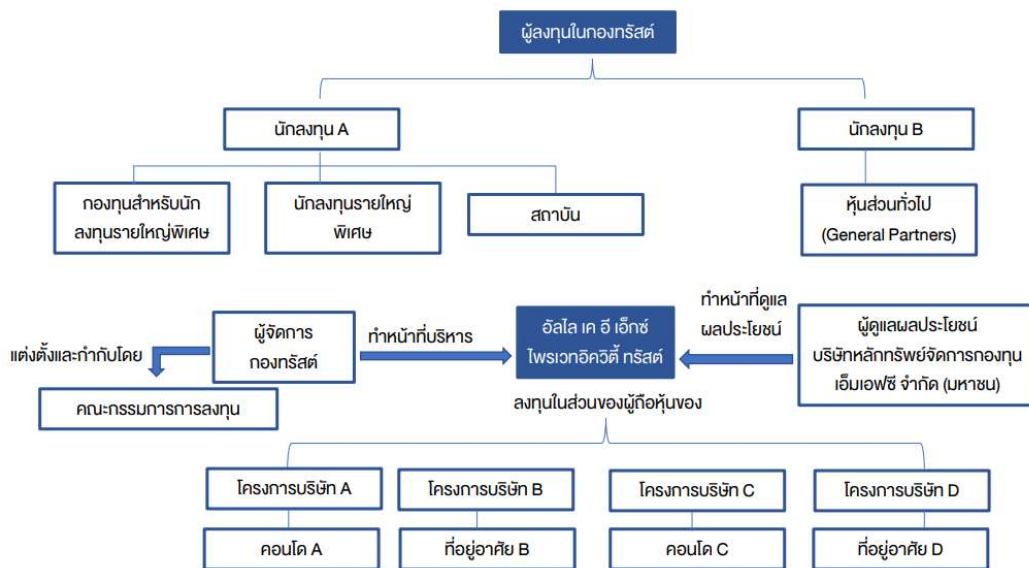 ผู้ลงทุนในกองทรัสต์
นักลงทุน A
นักลงทุน B
กองทุนสำหรับนัก
ลงทุนรายใหญ่พิเศษ
นักลงทุนรายใหญ่
พิเศษ
สถาบัน
หุ้นส่วนทั่วไป
(General Partners)
แต่งตั้งและกำกับโดย
ผู้จัดการ
กองทรัสต์
ทำหน้าที่บริหาร
อัลไล เค อี เอ็กซ์
ไพรเวทอิควิตี้ ทรัสต์
ทำหน้าที่ดูแล
ผลประโยชน์
ผู้ดูแลผลประโยชน์
บริษัทหลักทรัพย์จัดการกองทุน
เอ็มเอฟซี จำกัด (มหาชน)
คณะกรรมการการลงทุน
ลงทุนในส่วนของผู้ถือหุ้นของ
โครงการบริษัท A
โครงการบริษัท B
โครงการบริษัท C
โครงการบริษัท D
คอนโด A
ที่อยู่อาศัย B
คอนโด C
ที่อยู่อาศัย D